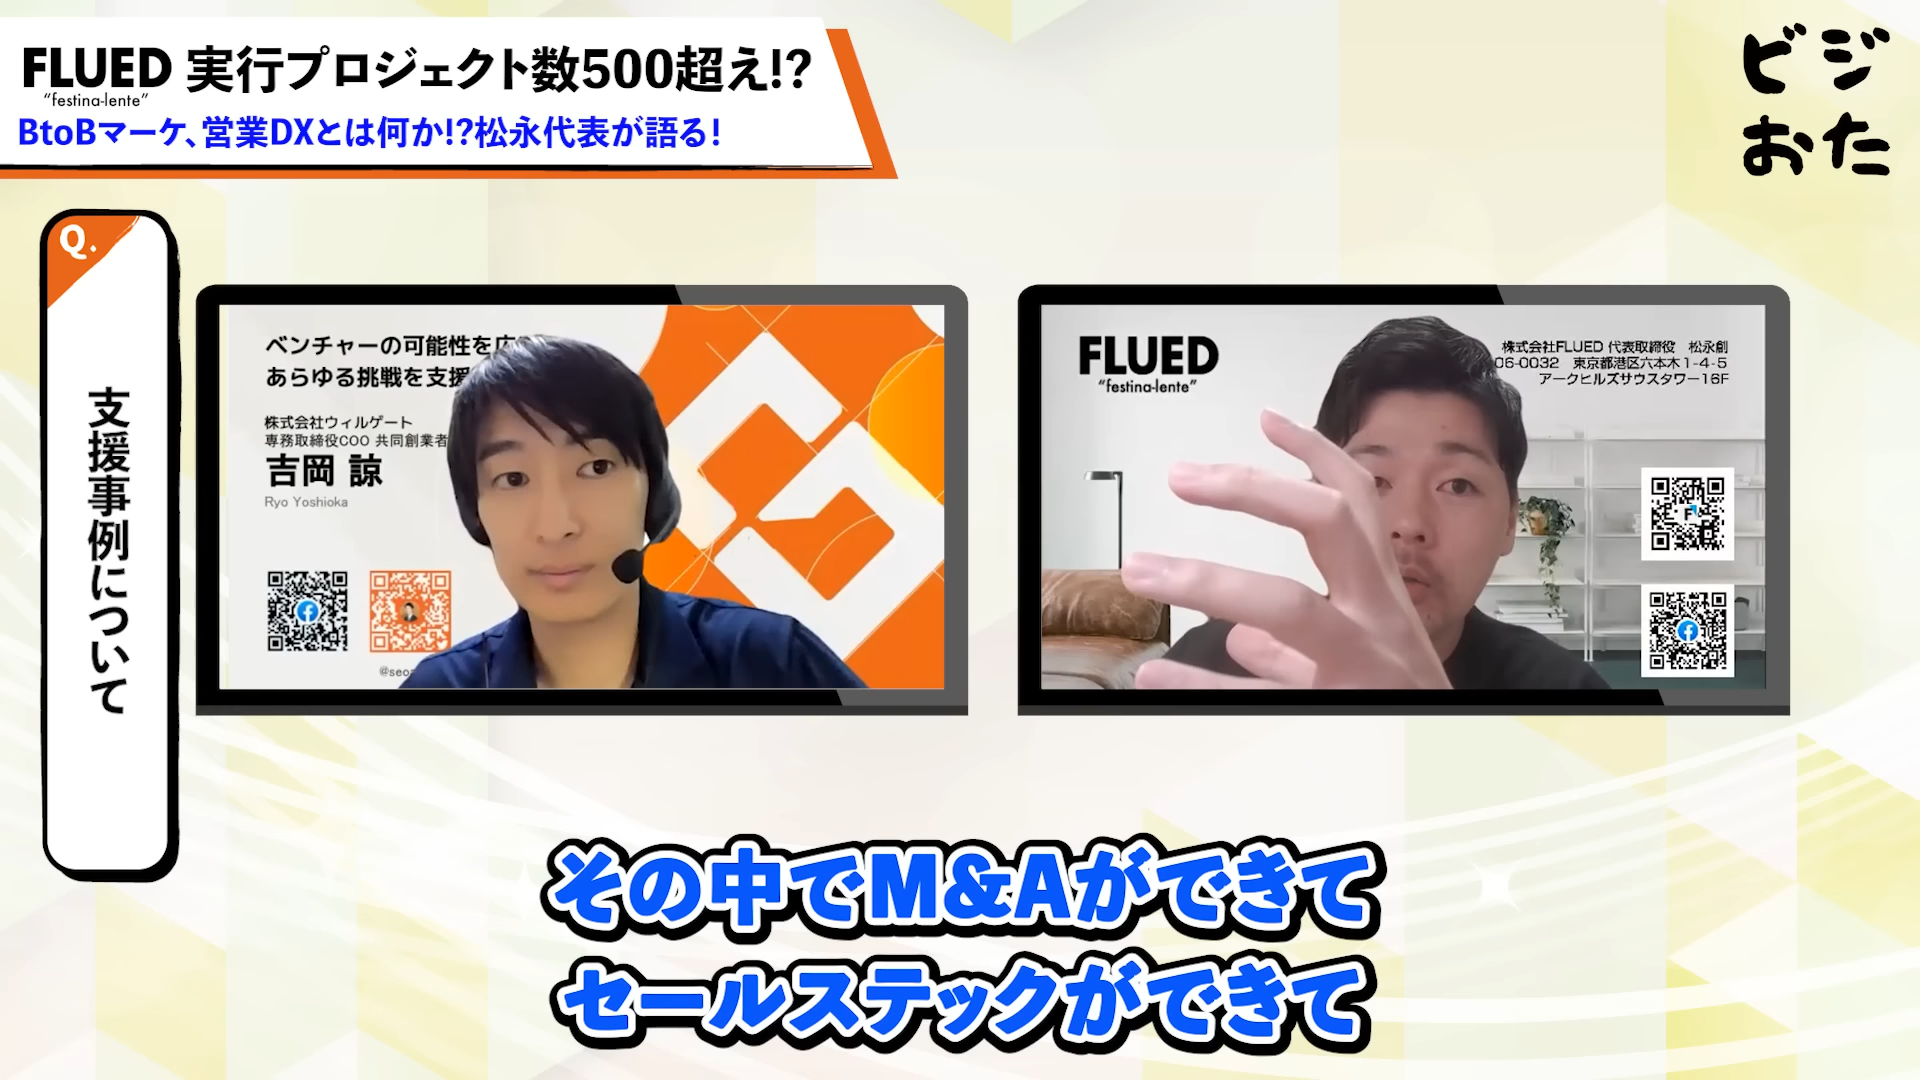 FLUED 実行プロジェクト数500超え!?
"festina-lente"
BtoBマーケ、営業DXとは何か!?松永代表が語る!
ビジ
おた
Q.
支援事例について
ベンチャーの可能性を広
あらゆる挑戦を支援
株式会社ウィルゲート
専務取締役COO 共同創業者
吉岡 諒
Ryo Yoshioka
@seo
FLUED
"festina-lente"
株式会社FLUED 代表取締役 松永創
06-0032 東京都港区六本木1-4-5
アークヒルズサウスタワー16F
その中でM&Aができて
セールステックができて